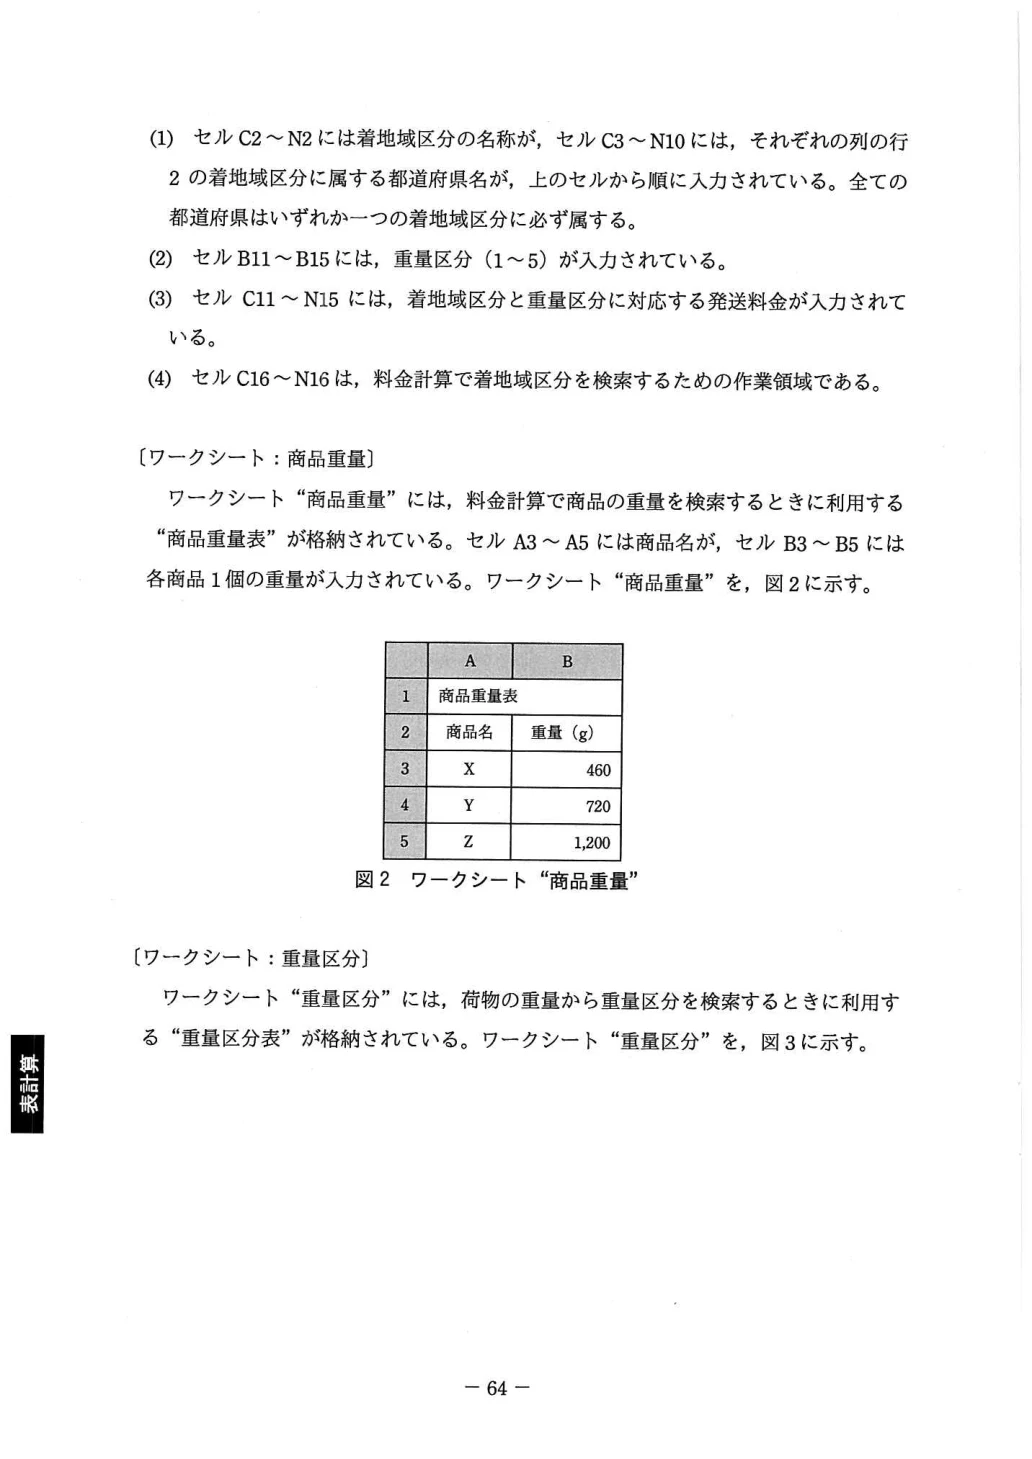 (1) セル C2～N2 には着地域区分の名称が，セル C3～N10 には，それぞれの列の行
2 の着地域区分に属する都道府県名が，上のセルから順に入力されている。全ての
都道府県はいずれか一つの着地域区分に必ず属する。
(2) セル B11～B15 には，重量区分（1～5）が入力されている。
(3) セル C11～N15 には，着地域区分と重量区分に対応する発送料金が入力されて
いる。
(4) セル C16～N16 は，料金計算で着地域区分を検索するための作業領域である。
〔ワークシート：商品重量〕
ワークシート“商品重量”には，料金計算で商品の重量を検索するときに利用する
“商品重量表”が格納されている。セル A3～A5 には商品名が，セル B3～B5 には
各商品 1 個の重量が入力されている。ワークシート“商品重量”を，図 2 に示す。
A B
1 商品重量表
2 商品名 重量（g）
3 X 460
4 Y 720
5 Z 1,200
図 2 ワークシート“商品重量”
〔ワークシート：重量区分〕
ワークシート“重量区分”には，荷物の重量から重量区分を検索するときに利用す
る“重量区分表”が格納されている。ワークシート“重量区分”を，図 3 に示す。
表計算
－ 64 －